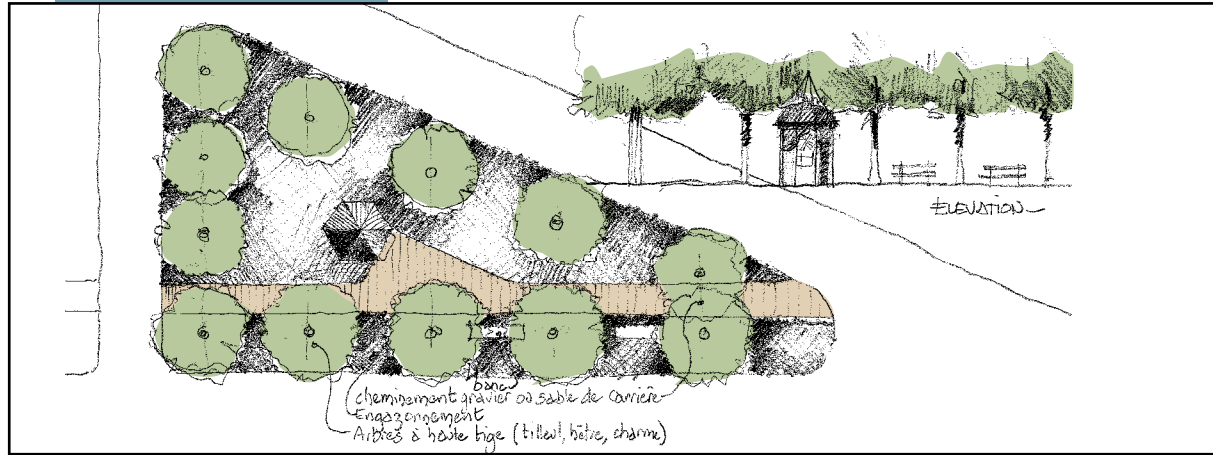 ELEVATION
banc
cheminement gravier ou sable de carrière
Engazonnement
Arbres à haute tige (tilleul, hêtre, charme)